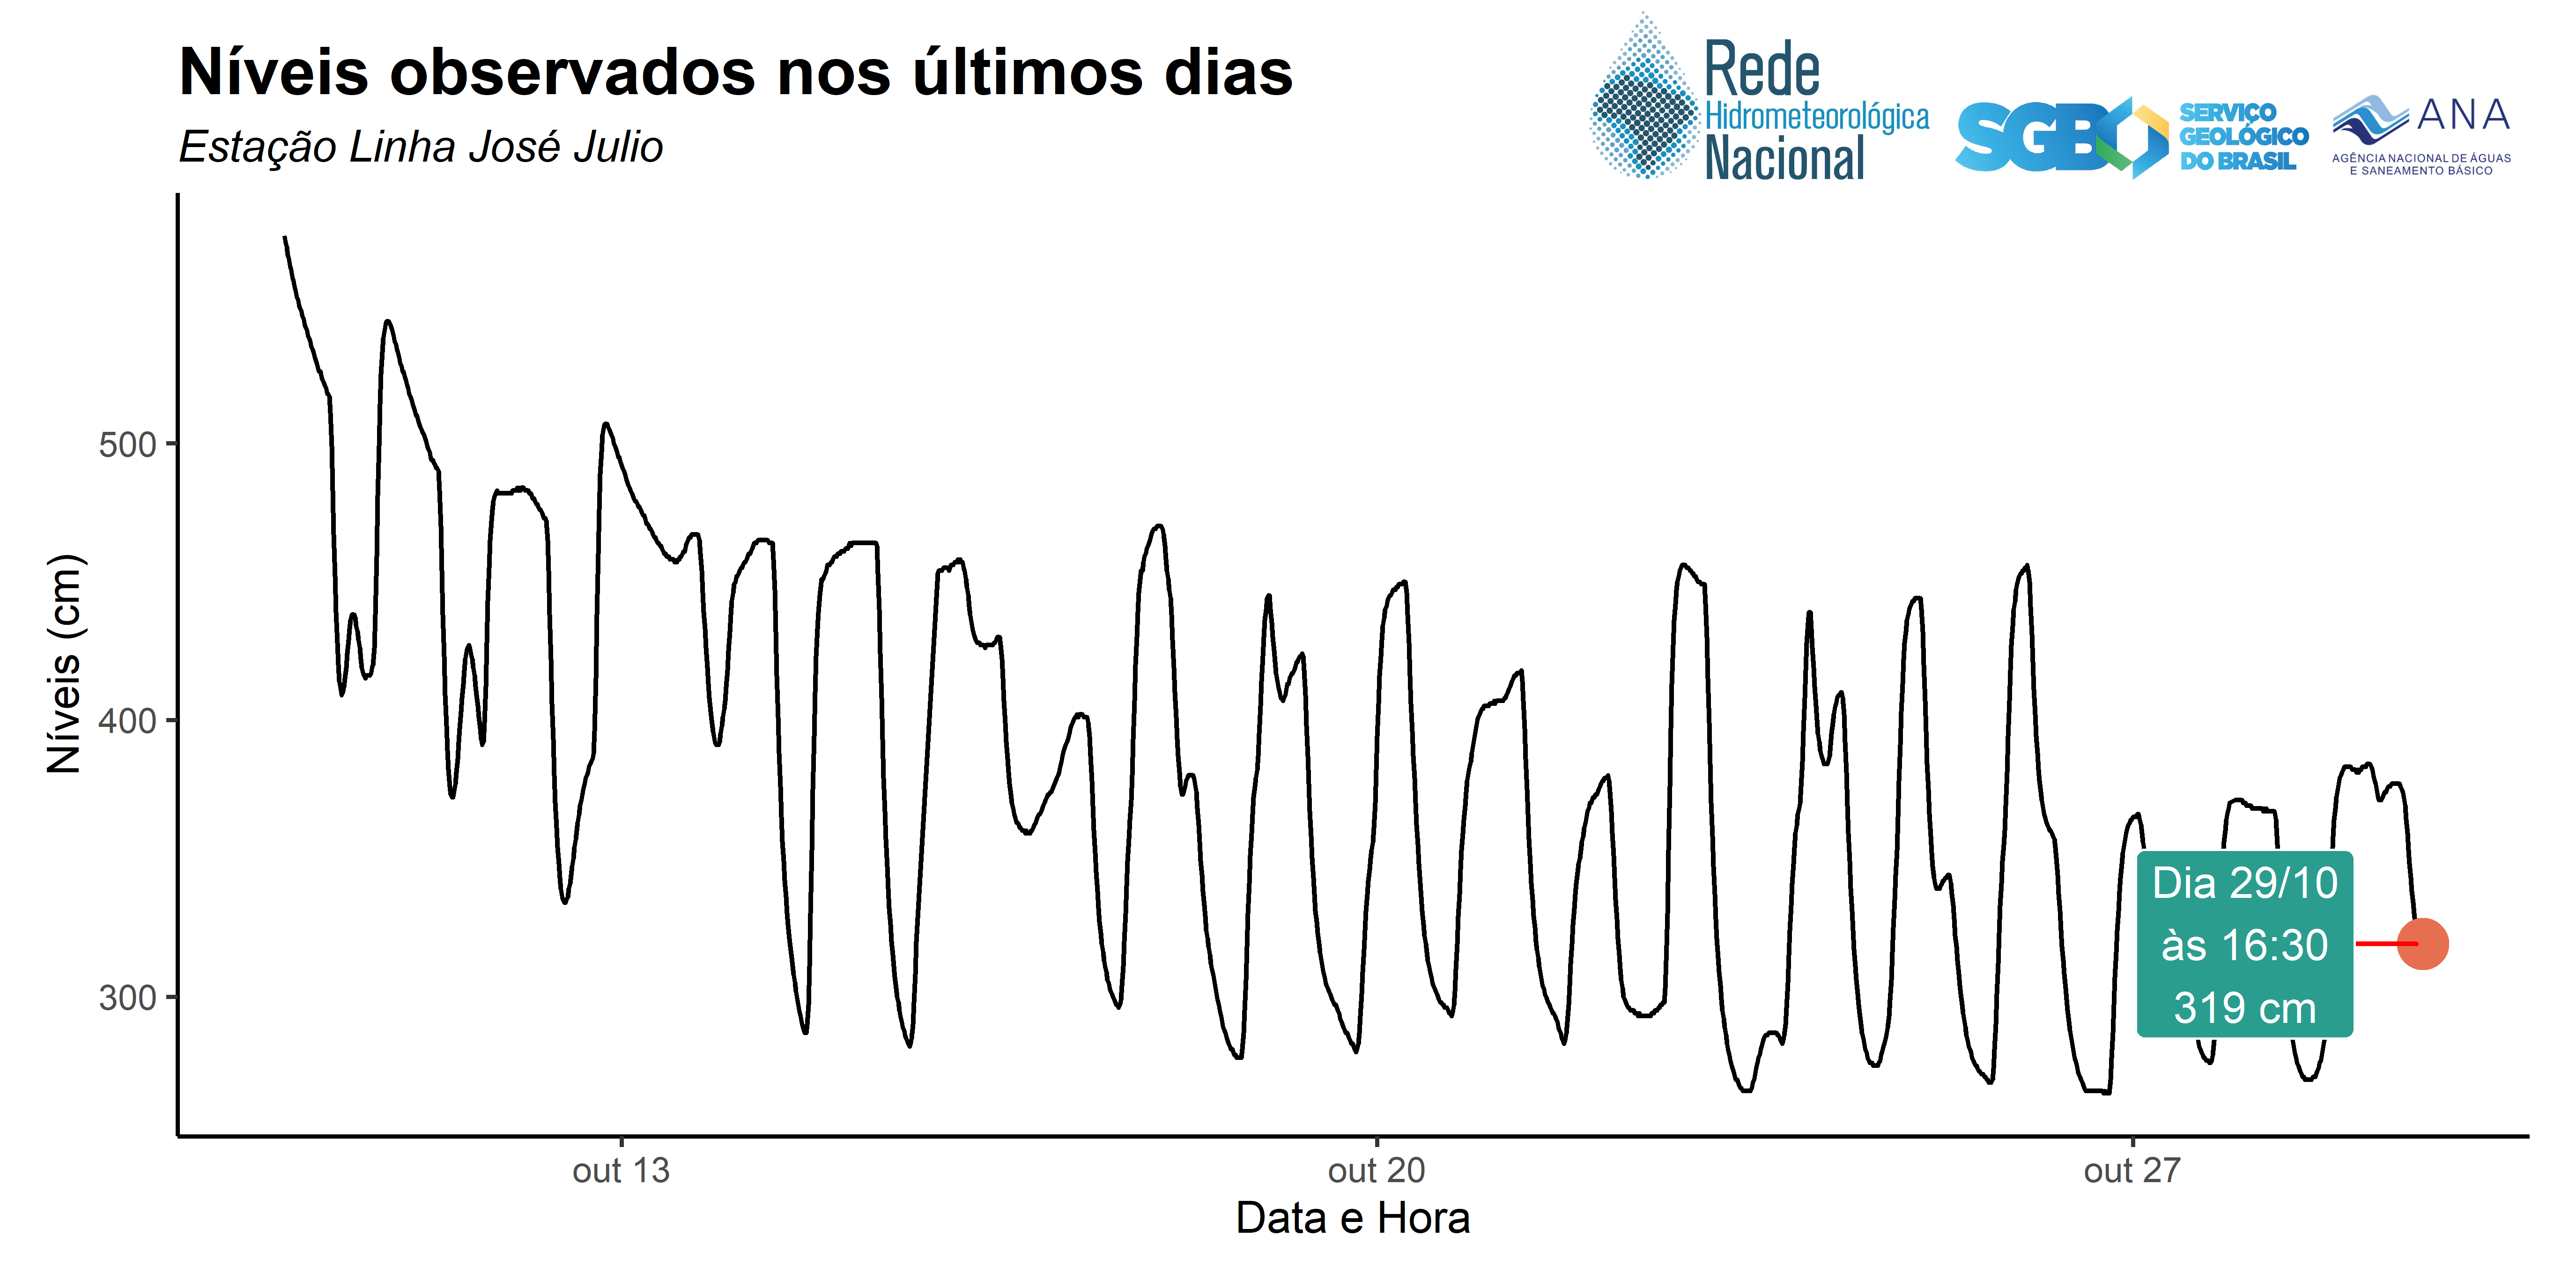 Níveis observados nos últimos dias
Estação Linha José Julio
Rede
Hidrometeorológica
Nacional
SGB
SERVIÇO
GEOLÓGICO
DO BRASIL
ANA
AGÊNCIA NACIONAL DE ÁGUAS
E SANEAMENTO BÁSICO
Níveis (cm)
500
400
300
Dia 29/10
às 16:30
319 cm
out 13
out 20
out 27
Data e Hora